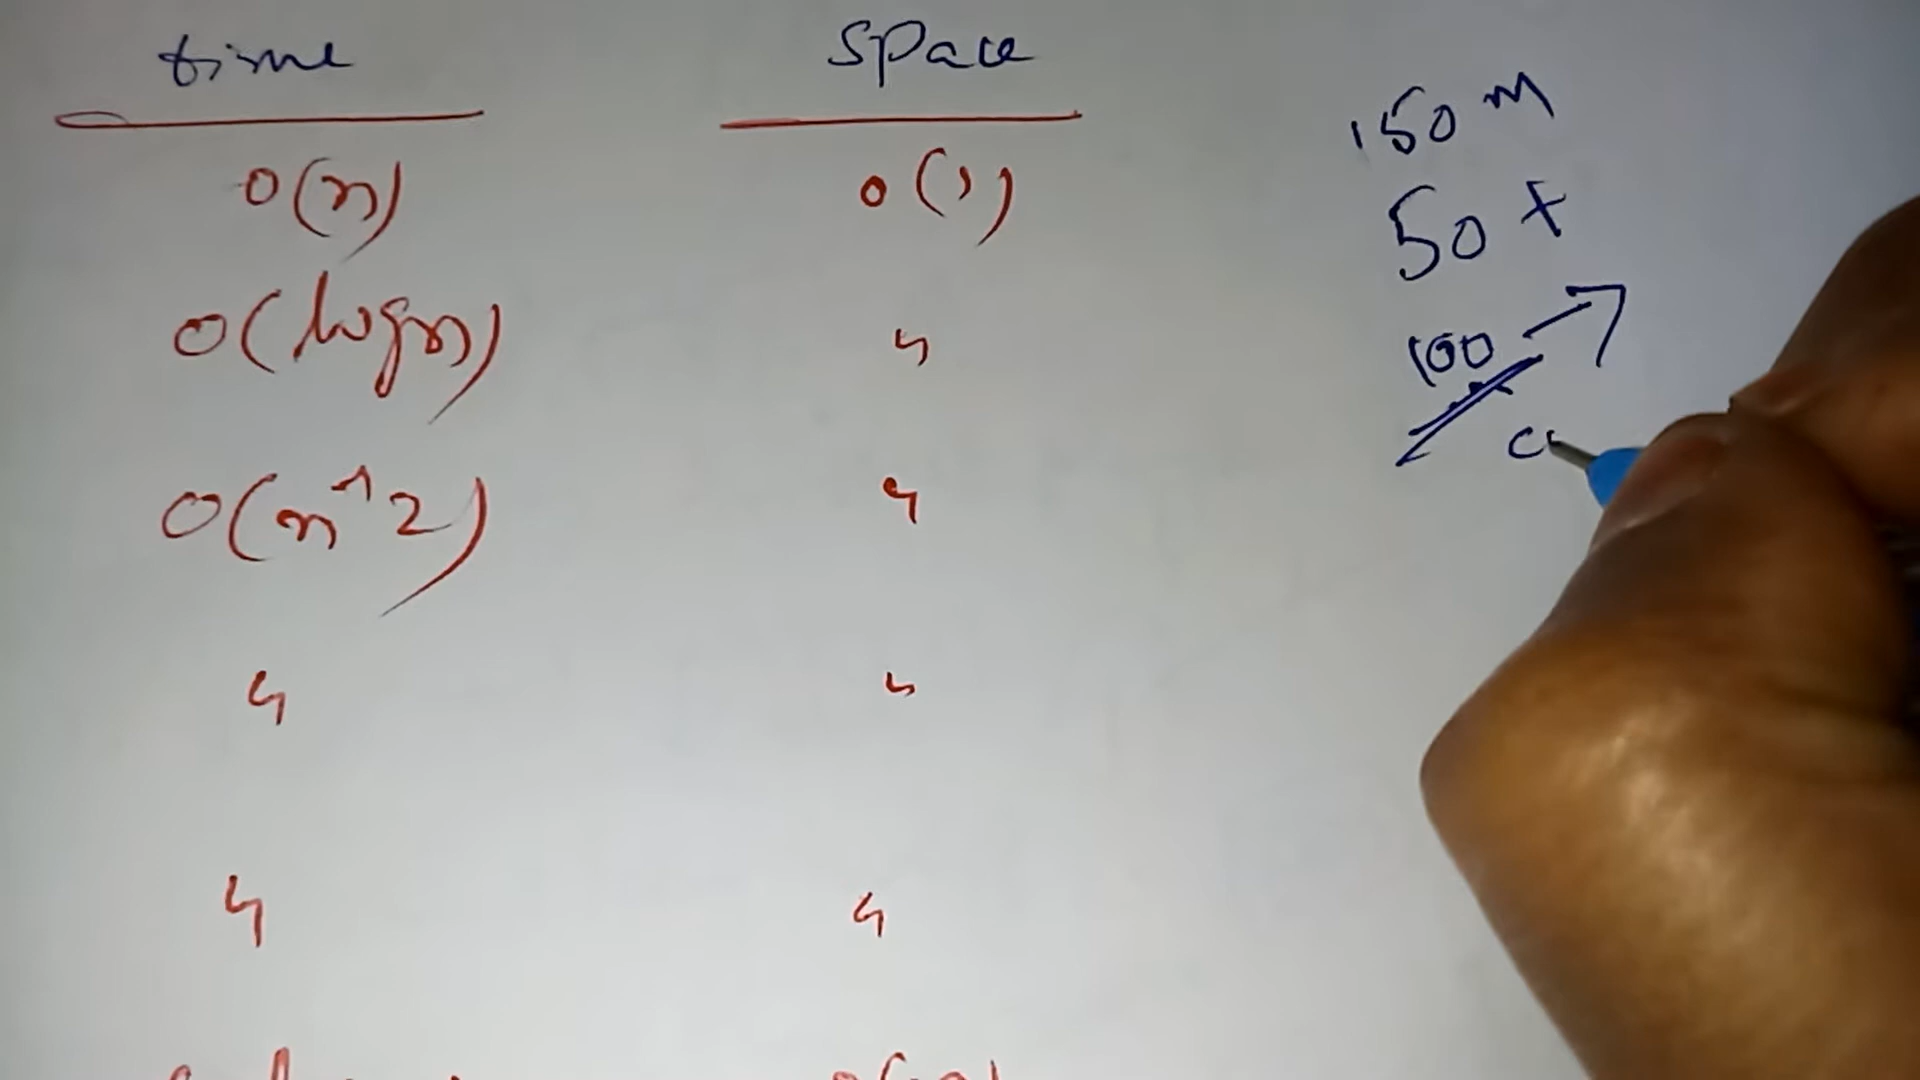 time space
O(n) O(1)
150 m
50 +
O(logn) "
100
O(n^2) "
" "
" "